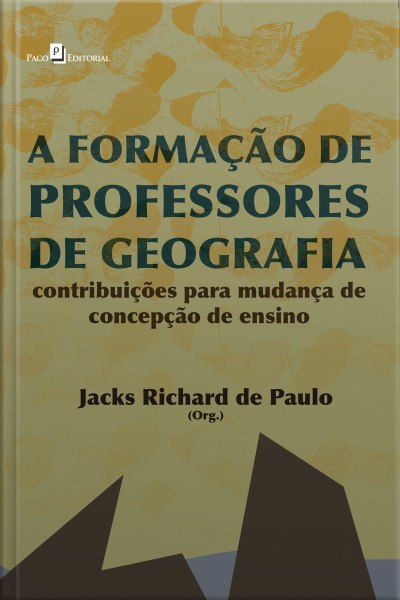 PACO EDITORIAL
A FORMAÇÃO DE
PROFESSORES
DE GEOGRAFIA
contribuições para mudança de
concepção de ensino
Jacks Richard de Paulo
(Org.)